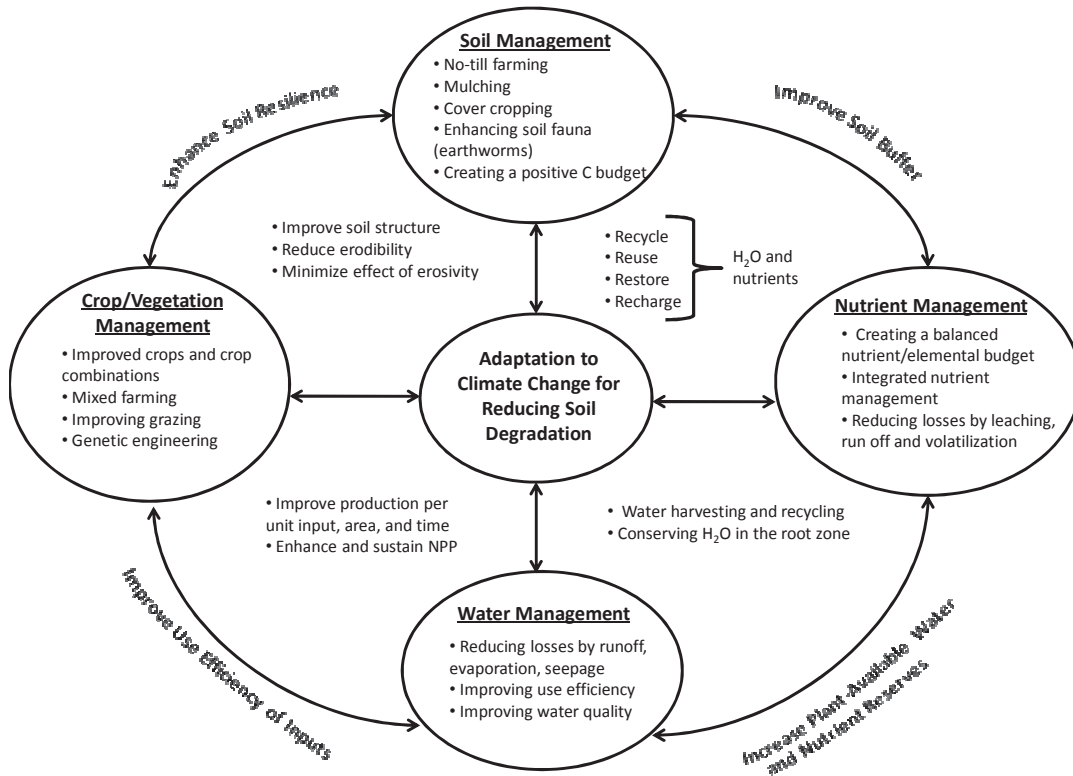 Soil Management
• No-till farming
• Mulching
• Cover cropping
• Enhancing soil fauna
(earthworms)
• Creating a positive C budget
Enhance Soil Resilience
Improve Soil Buffer
• Improve soil structure
• Reduce erodibility
• Minimize effect of erosivity
• Recycle
• Reuse
• Restore
• Recharge
H₂O and
nutrients
Crop/Vegetation
Management
• Improved crops and crop
combinations
• Mixed farming
• Improving grazing
• Genetic engineering
Adaptation to
Climate Change for
Reducing Soil
Degradation
Nutrient Management
• Creating a balanced
nutrient/elemental budget
• Integrated nutrient
management
• Reducing losses by leaching,
run off and volatilization
• Improve production per
unit input, area, and time
• Enhance and sustain NPP
• Water harvesting and recycling
• Conserving H₂O in the root zone
Water Management
• Reducing losses by runoff,
evaporation, seepage
• Improving use efficiency
• Improving water quality
Improve Use Efficiency
of Inputs
Increase Plant-Available Water
and Nutrient Reserves